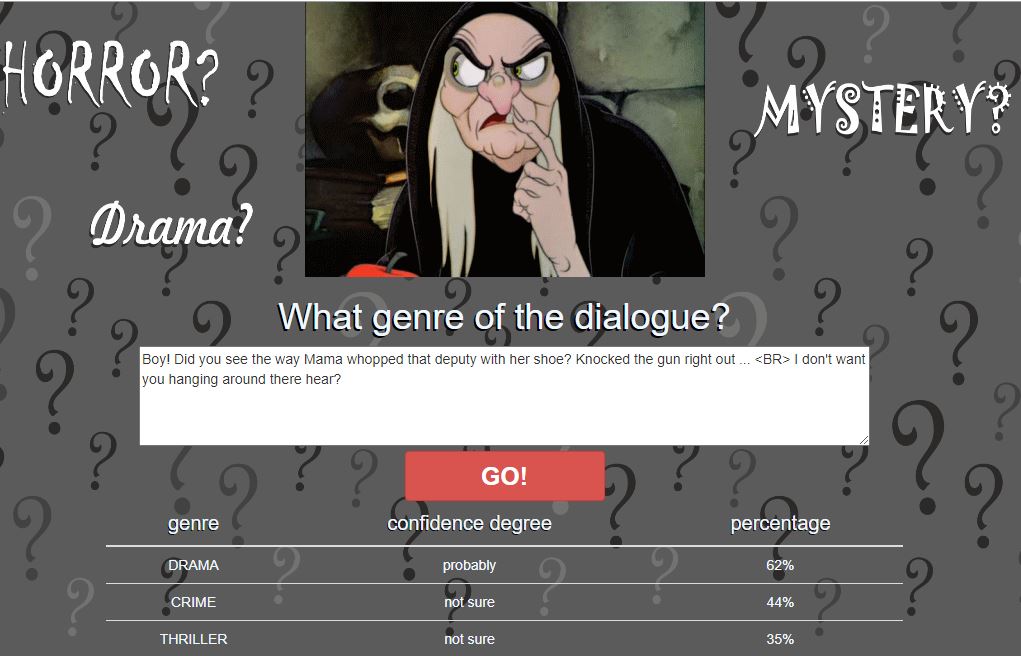 HORROR?
MYSTERY?
Drama?
What genre of the dialogue?
Boy! Did you see the way Mama whopped that deputy with her shoe? Knocked the gun right out ... <BR> I don't want
you hanging around there hear?
GO!
genre confidence degree percentage
DRAMA probably 62%
CRIME not sure 44%
THRILLER not sure 35%